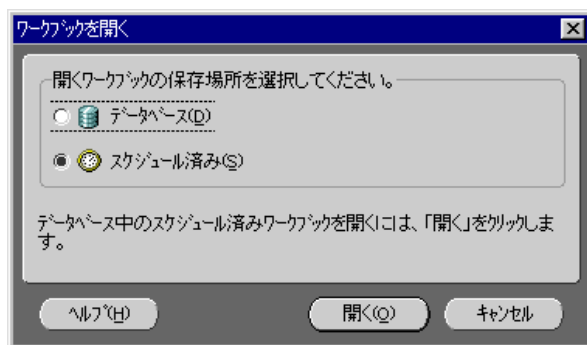 ワークブックを開く
開くワークブックの保存場所を選択してください。
データベース(D)
スケジュール済み(S)
データベース中のスケジュール済みワークブックを開くには、「開く」をクリックしま
す。
ヘルプ(H)
開く(O)
キャンセル